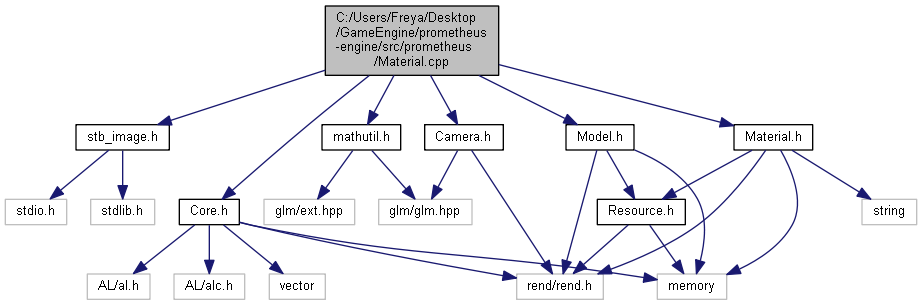 C:/Users/Freya/Desktop
/GameEngine/prometheus
-engine/src/prometheus
/Material.cpp
stb_image.h
mathutil.h
Camera.h
Model.h
Material.h
stdio.h
stdlib.h
Core.h
glm/ext.hpp
glm/glm.hpp
Resource.h
string
AL/al.h
AL/alc.h
vector
rend/rend.h
memory